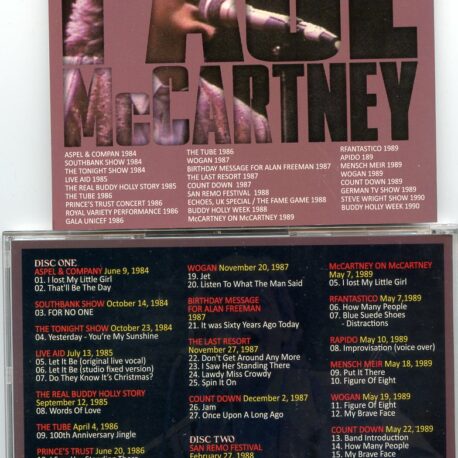 PAUL
McCARTNEY
ASPEL & COMPAN 1984
SOUTHBANK SHOW 1984
THE TONIGHT SHOW 1984
LIVE AID 1985
THE REAL BUDDY HOLLY STORY 1985
THE TUBE 1986
PRINCE'S TRUST CONCERT 1986
ROYAL VARIETY PERFORMANCE 1986
GALA UNICEF 1986
THE TUBE 1986
WOGAN 1987
BIRTHDAY MESSAGE FOR ALAN FREEMAN 1987
THE LAST RESORT 1987
COUNT DOWN 1987
SAN REMO FESTIVAL 1988
ECHOES, UK SPECIAL / THE FAME GAME 1988
BUDDY HOLLY WEEK 1988
MCCARTNEY ON MCCARTNEY 1989
RFANTASTICO 1989
APIDO 189
MENSCH MEIR 1989
WOGAN 1989
COUNT DOWN 1989
GERMAN TV SHOW 1989
STEVE WRIGHT SHOW 1990
BUDDY HOLLY WEEK 1990
DISC ONE
ASPEL & COMPANY June 9, 1984
01. I lost My Little Girl
02. That'll Be The Day
SOUTHBANK SHOW October 14, 1984
03. FOR NO ONE
THE TONIGHT SHOW October 23, 1984
04. Yesterday - You're My Sunshine
LIVE AID July 13, 1985
05. Let It Be (original live vocal)
06. Let It Be (studio fixed version)
07. Do They Know It's Christmas?
THE REAL BUDDY HOLLY STORY
September 12, 1985
08. Words Of Love
THE TUBE April 4, 1986
09. 100th Anniversary Jingle
PRINCE'S TRUST June 20, 1986
WOGAN November 20, 1987
19. Jet
20. Listen To What The Man Said
BIRTHDAY MESSAGE
FOR ALAN FREEMAN
1987
21. It was Sixty Years Ago Today
THE LAST RESORT
November 27, 1987
22. Don't Get Around Any More
23. I Saw Her Standing There
24. Lawdy Miss Crowdy
25. Spin It On
COUNT DOWN December 2, 1987
26. Jam
27. Once Upon A Long Ago
DISC TWO
SAN REMO FESTIVAL
February 27, 1988
McCARTNEY ON McCARTNEY
May 7, 1989
05. I lost My Little Girl
RFANTASTICO May 7,1989
06. How Many People
07. Blue Suede Shoes
- Distractions
RAPIDO May 10, 1989
08. Improvisation (voice over)
MENSCH MEIR May 18, 1989
09. Put It There
10. Figure Of Eight
WOGAN May 19, 1989
11. Figure Of Eight
12. My Brave Face
COUNT DOWN May 22, 1989
13. Band Introduction
14. How Many People
15. My Brave Face